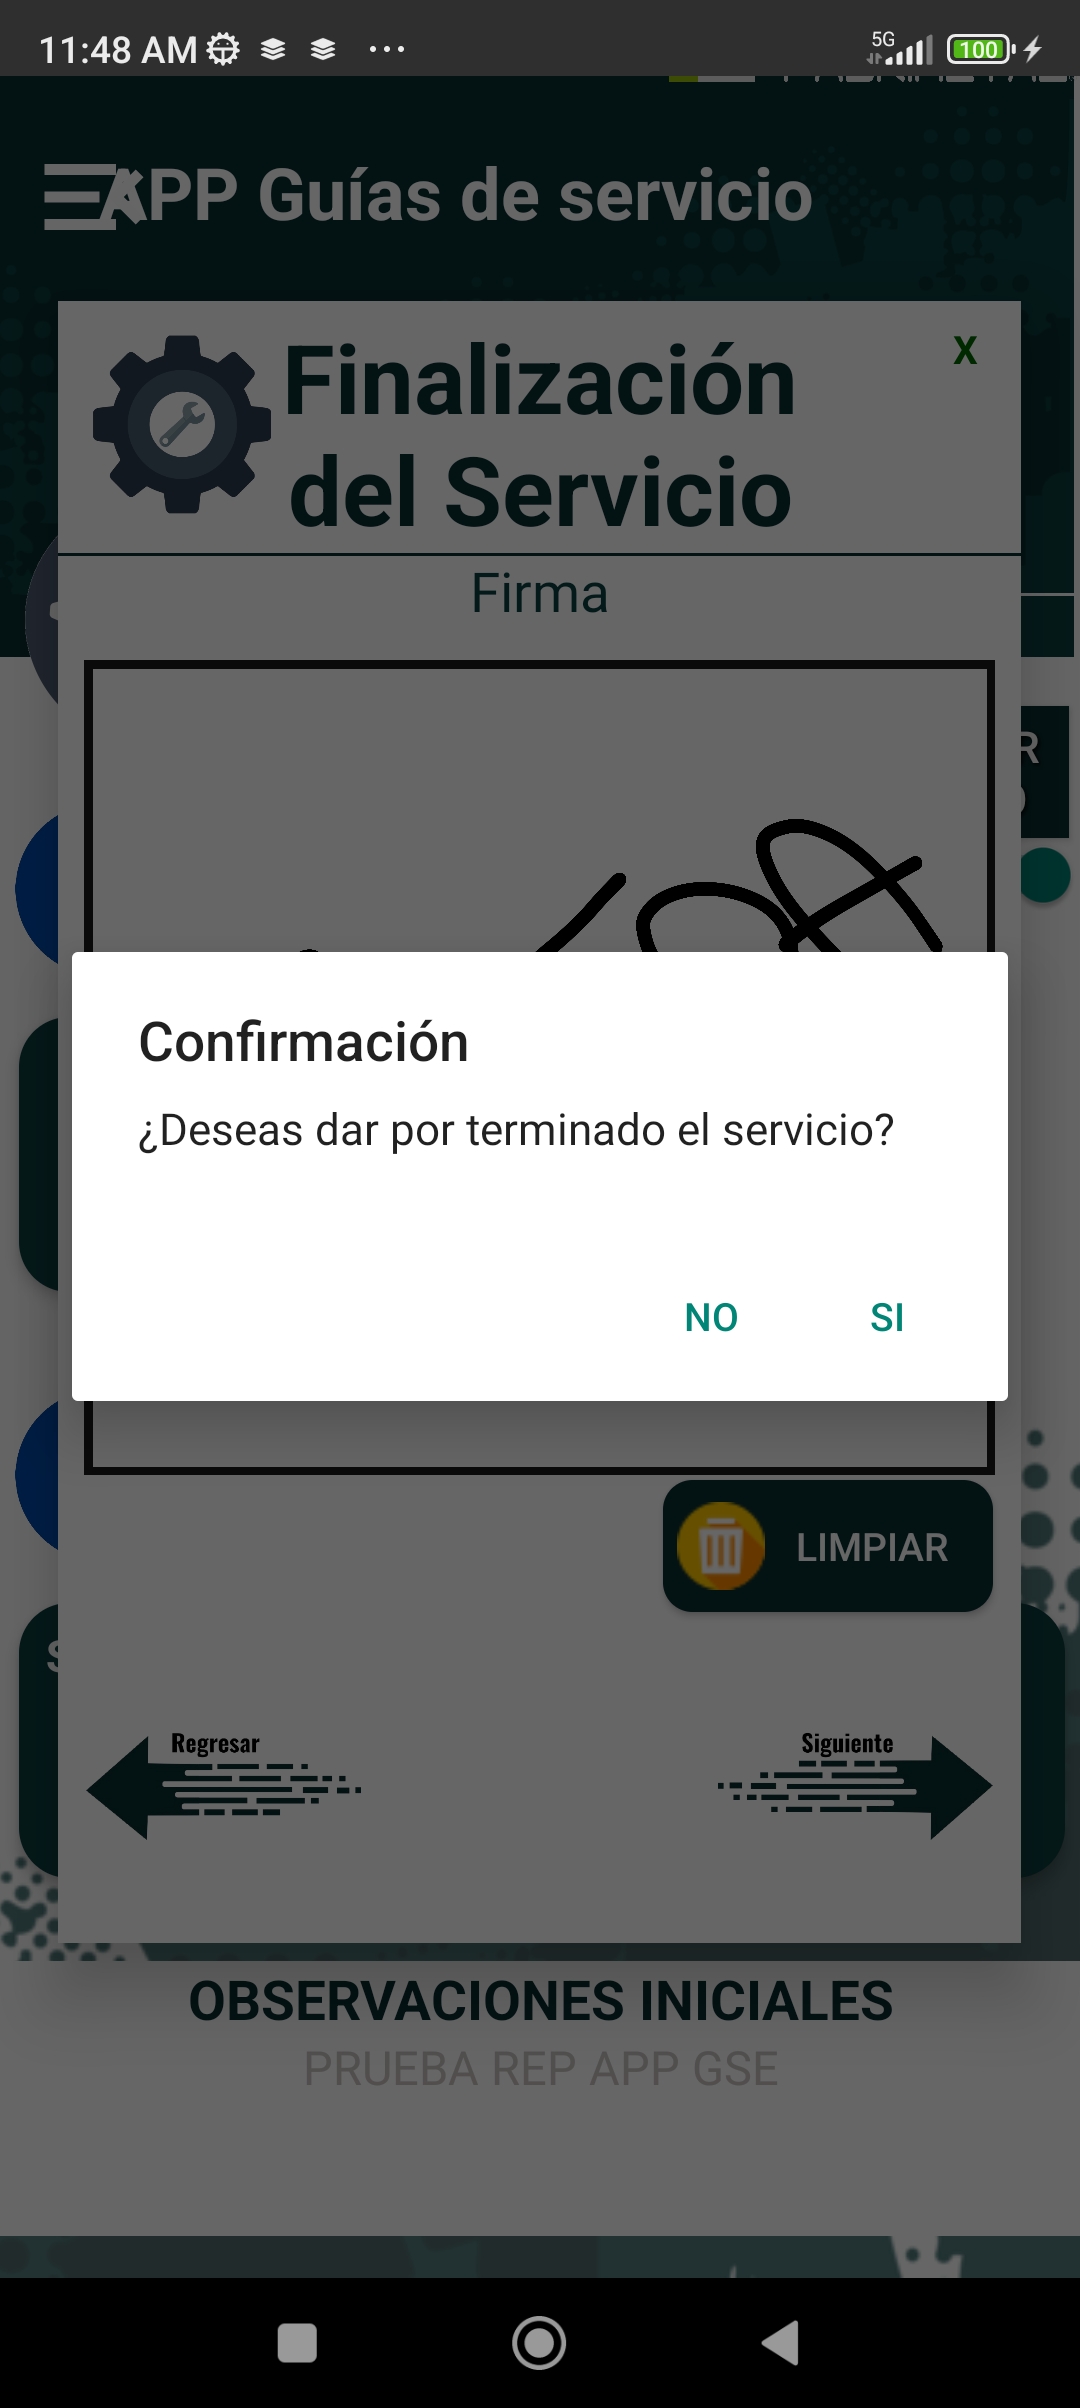 11:48 AM
5G
100
APP Guías de servicio
Finalización
del Servicio
X
Firma
R
Confirmación
¿Deseas dar por terminado el servicio?
NO
SI
LIMPIAR
S
Regresar
Siguiente
OBSERVACIONES INICIALES
PRUEBA REP APP GSE